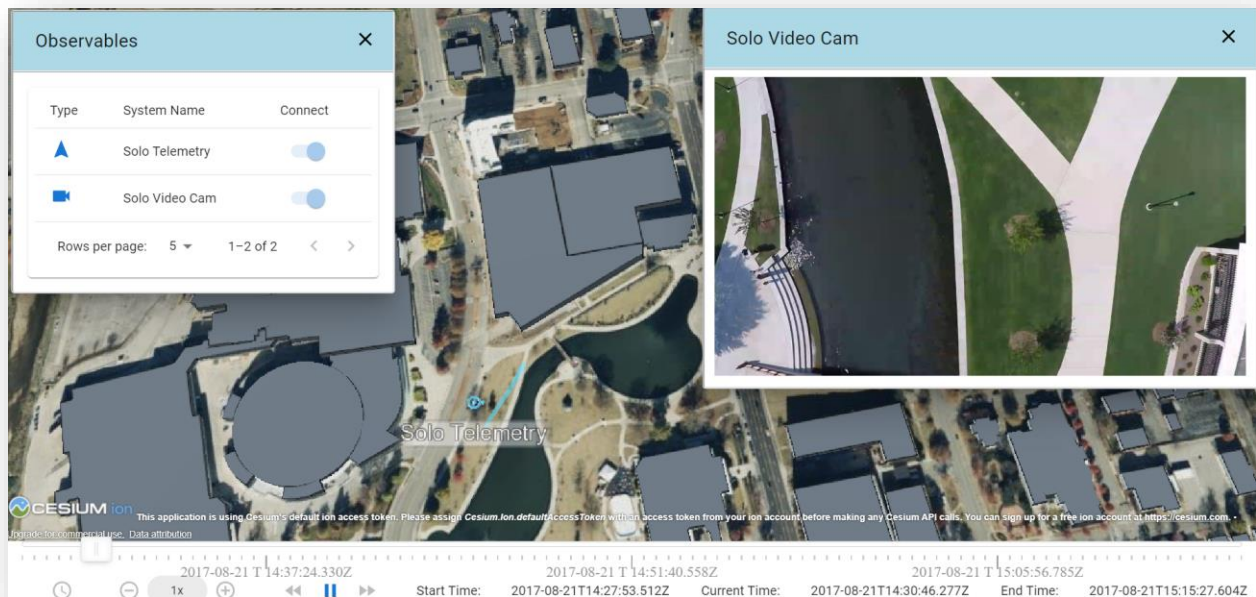 Observables
Type System Name Connect
Solo Telemetry
Solo Video Cam
Rows per page: 5 1–2 of 2
Solo Video Cam
Solo Telemetry
CESIUM ion
This application is using Cesium's default ion access token. Please assign Cesium.Ion.defaultAccessToken with an access token from your ion account before making any Cesium API calls. You can sign up for a free ion account at https://cesium.com. •
Upgrade for commercial use. Data attribution
2017-08-21 T 14:37:24.330Z 2017-08-21 T 14:51:40.558Z 2017-08-21 T 15:05:56.785Z
1x Start Time: 2017-08-21T14:27:53.512Z Current Time: 2017-08-21T14:30:46.277Z End Time: 2017-08-21T15:15:27.604Z